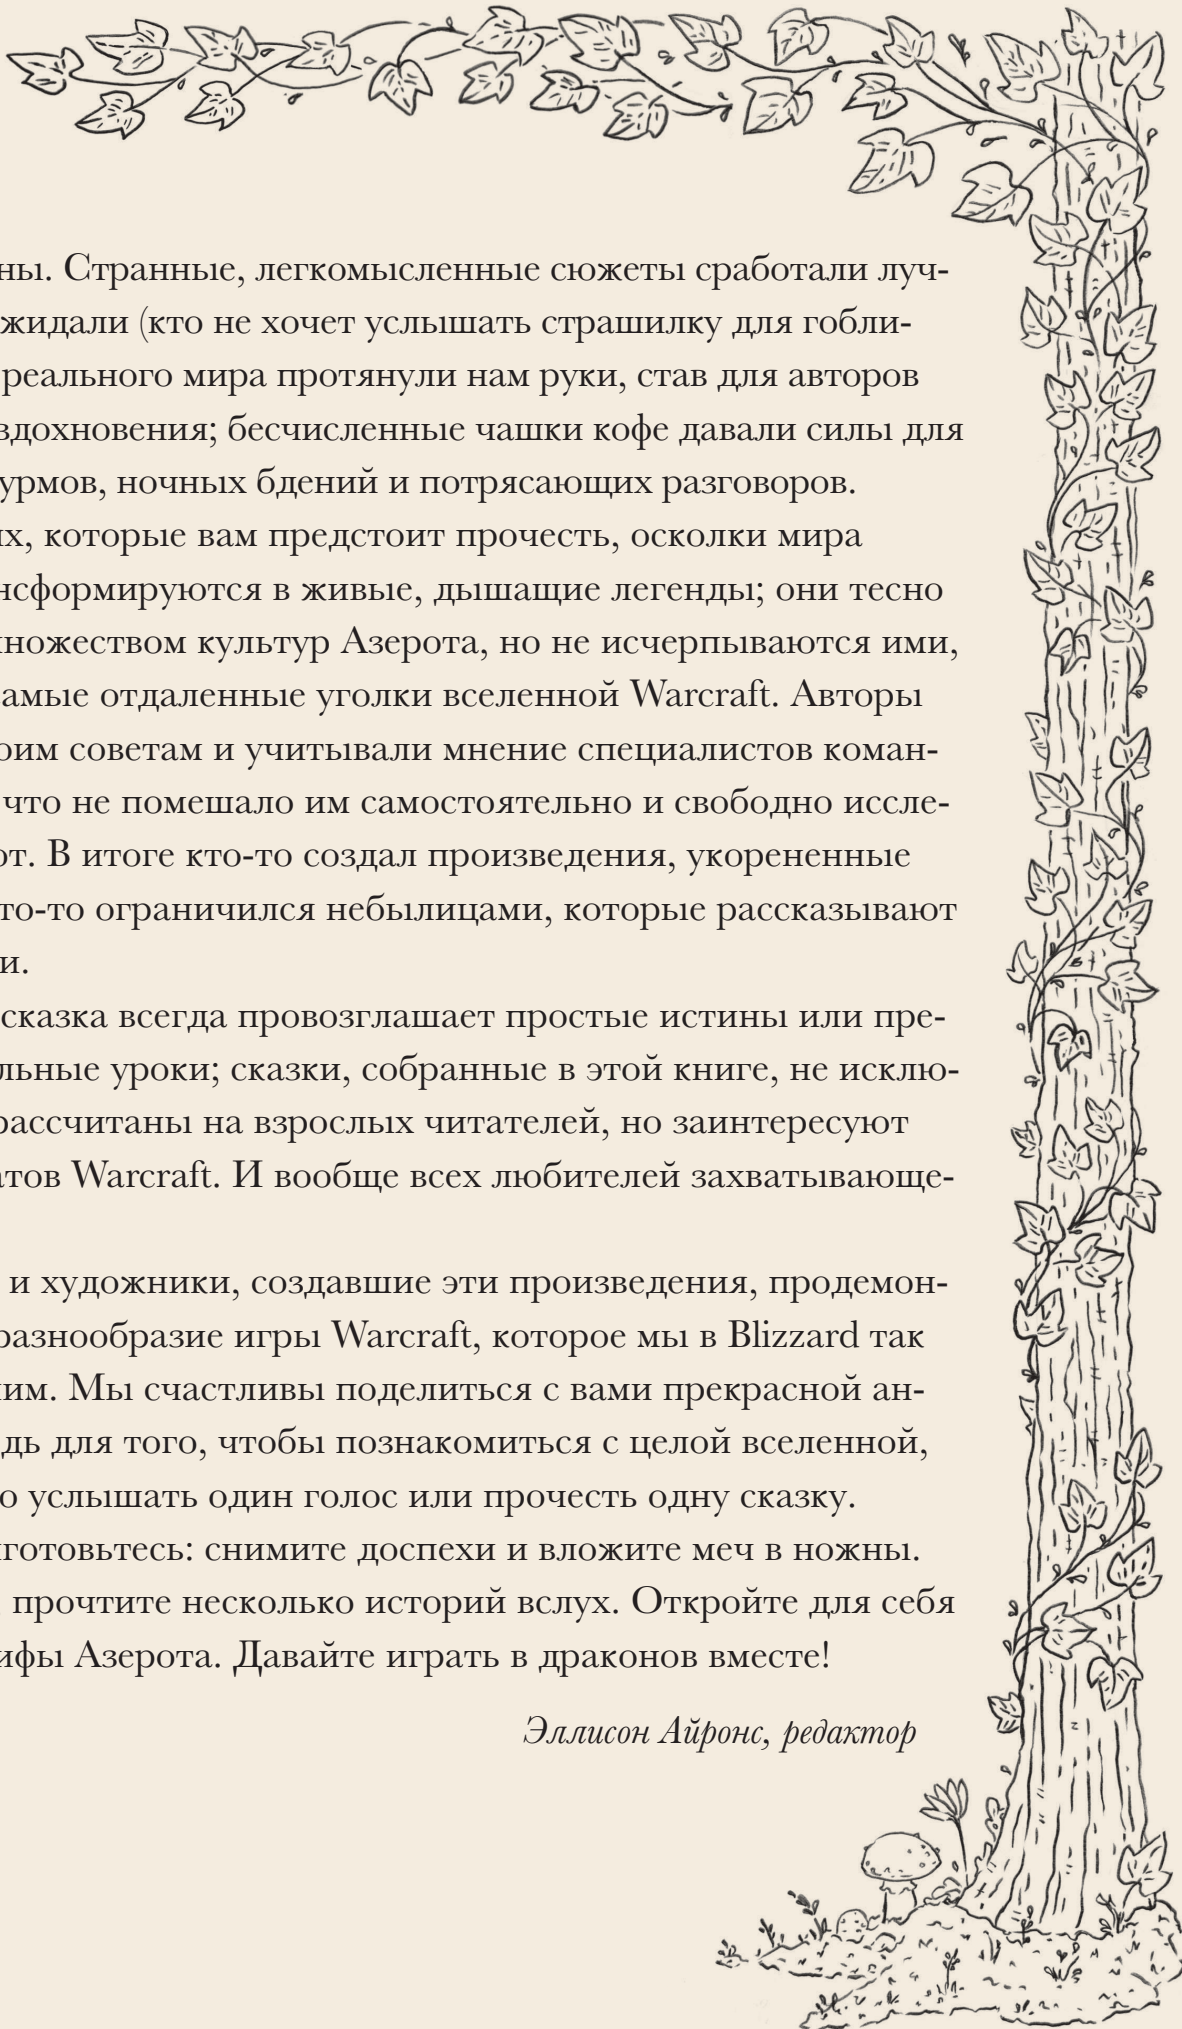 ны. Странные, легкомысленные сюжеты сработали луч-
жидали (кто не хочет услышать страшилку для гобли-
реального мира протянули нам руки, став для авторов
вдохновения; бесчисленные чашки кофе давали силы для
урмов, ночных бдений и потрясающих разговоров.
их, которые вам предстоит прочесть, осколки мира
нсформируются в живые, дышащие легенды; они тесно
множеством культур Азерота, но не исчерпываются ими,
самые отдаленные уголки вселенной Warcraft. Авторы
оим советам и учитывали мнение специалистов коман-
что не помешало им самостоятельно и свободно иссле-
от. В итоге кто-то создал произведения, укорененные
то-то ограничился небылицами, которые рассказывают
и.
сказка всегда провозглашает простые истины или пре-
льные уроки; сказки, собранные в этой книге, не исклю-
рассчитаны на взрослых читателей, но заинтересуют
атов Warcraft. И вообще всех любителей захватывающе-
и художники, создавшие эти произведения, продемон-
разнообразие игры Warcraft, которое мы в Blizzard так
им. Мы счастливы поделиться с вами прекрасной ан-
дь для того, чтобы познакомиться с целой вселенной,
о услышать один голос или прочесть одну сказку.
готовьтесь: снимите доспехи и вложите меч в ножны.
прочтите несколько историй вслух. Откройте для себя
ифы Азерота. Давайте играть в драконов вместе!
Эллисон Айронс, редактор